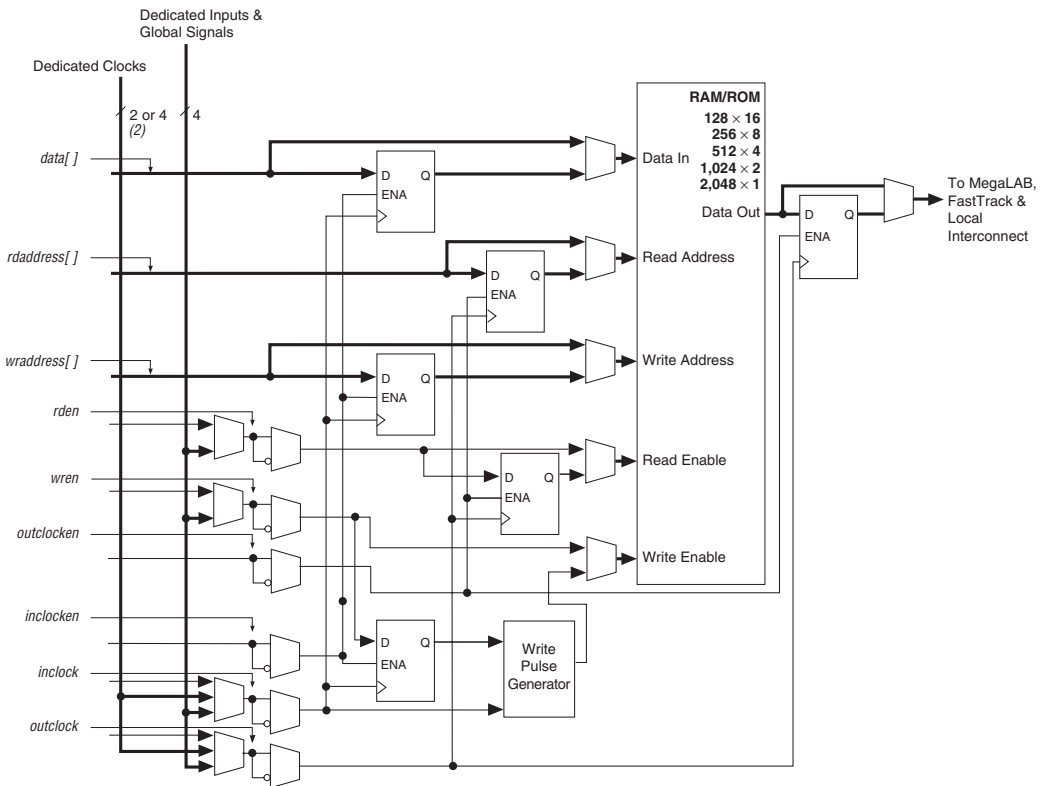 Dedicated Inputs &
Global Signals
Dedicated Clocks
2 or 4
(2)
4
RAM/ROM
128 × 16
256 × 8
512 × 4
1,024 × 2
2,048 × 1
data[ ]
D
Q
ENA
Data In
Data Out
D
Q
ENA
To MegaLAB,
FastTrack &
Local
Interconnect
rdaddress[ ]
D
Q
ENA
Read Address
wraddress[ ]
D
Q
ENA
Write Address
rden
D
Q
ENA
Read Enable
wren
outclocken
Write Enable
inclocken
D
Q
ENA
Write
Pulse
Generator
inclock
outclock